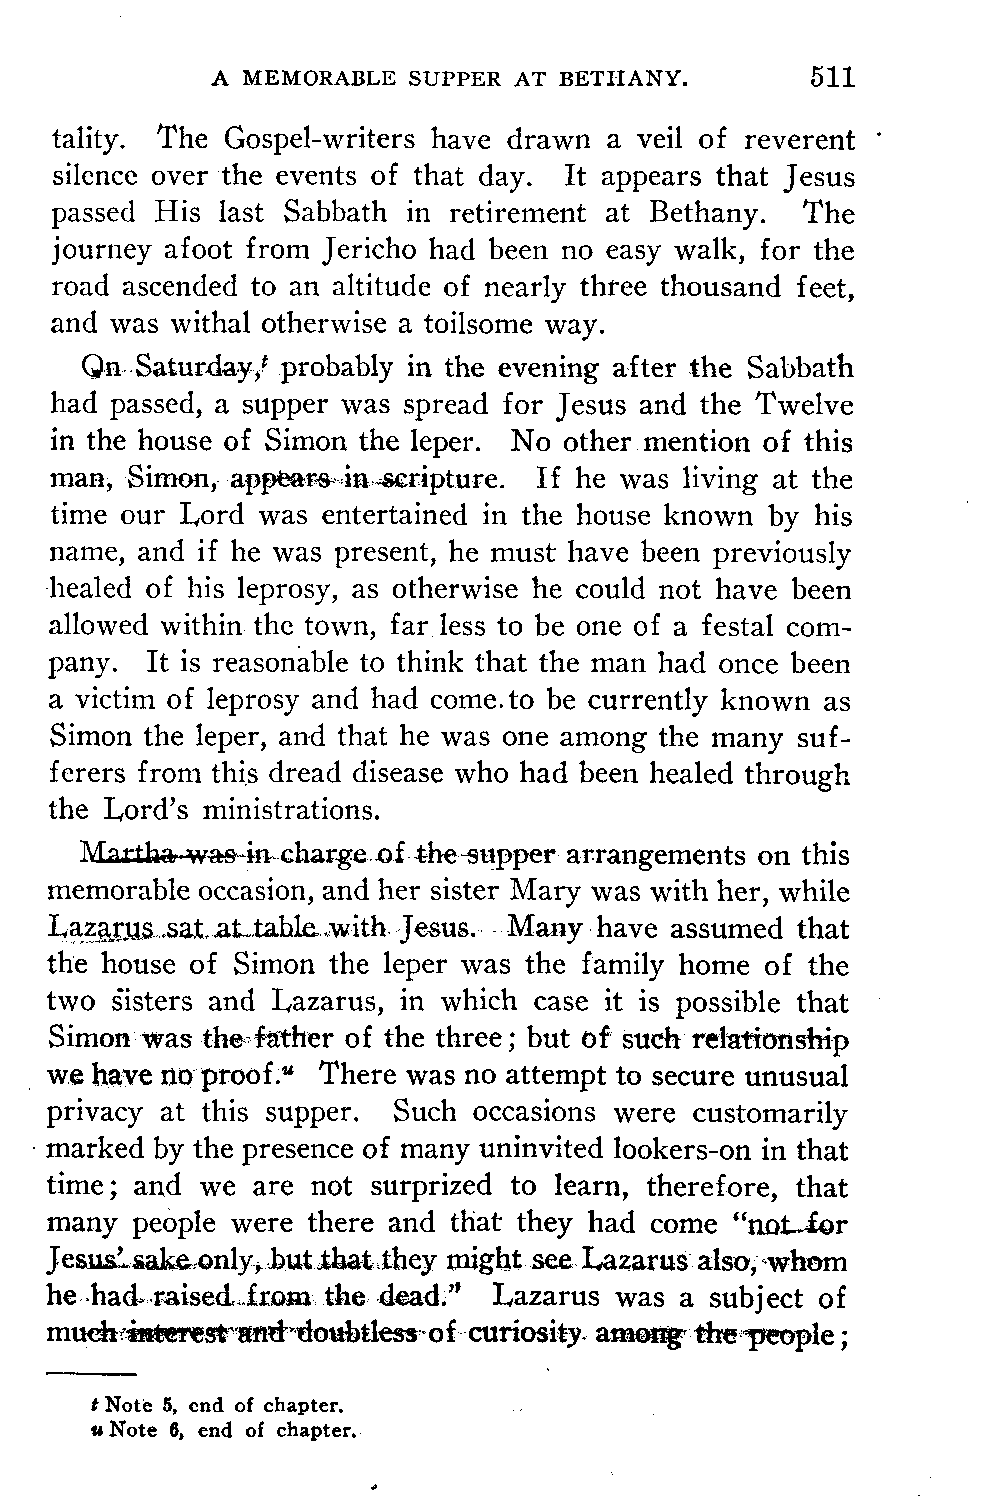 A MEMORABLE SUPPER AT BETHANY. 511
tality. The Gospel-writers have drawn a veil of reverent
silence over the events of that day. It appears that Jesus
passed His last Sabbath in retirement at Bethany. The
journey afoot from Jericho had been no easy walk, for the
road ascended to an altitude of nearly three thousand feet,
and was withal otherwise a toilsome way.
On Saturday,t probably in the evening after the Sabbath
had passed, a supper was spread for Jesus and the Twelve
in the house of Simon the leper. No other mention of this
man, Simon, appears in scripture. If he was living at the
time our Lord was entertained in the house known by his
name, and if he was present, he must have been previously
healed of his leprosy, as otherwise he could not have been
allowed within the town, far less to be one of a festal com-
pany. It is reasonable to think that the man had once been
a victim of leprosy and had come to be currently known as
Simon the leper, and that he was one among the many suf-
ferers from this dread disease who had been healed through
the Lord's ministrations.
Martha was in charge of the supper arrangements on this
memorable occasion, and her sister Mary was with her, while
Lazarus sat at table with Jesus. Many have assumed that
the house of Simon the leper was the family home of the
two sisters and Lazarus, in which case it is possible that
Simon was the father of the three; but of such relationship
we have no proof.u There was no attempt to secure unusual
privacy at this supper. Such occasions were customarily
marked by the presence of many uninvited lookers-on in that
time; and we are not surprized to learn, therefore, that
many people were there and that they had come "not for
Jesus' sake only, but that they might see Lazarus also, whom
he had raised from the dead." Lazarus was a subject of
much interest and doubtless of curiosity among the people;
t Note 5, end of chapter.
u Note 6, end of chapter.